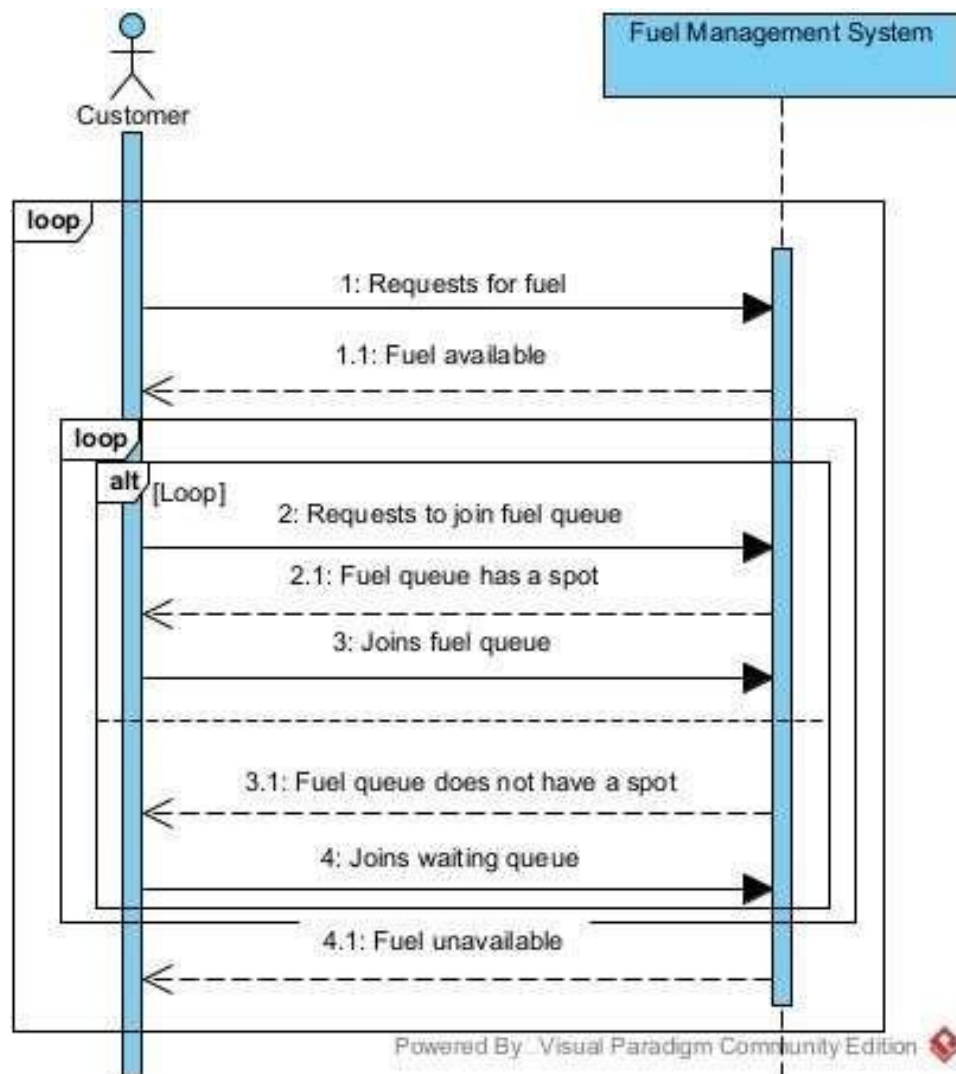 Fuel Management System
Customer
loop
1: Requests for fuel
1.1: Fuel available
loop
alt
[Loop]
2: Requests to join fuel queue
2.1: Fuel queue has a spot
3: Joins fuel queue
3.1: Fuel queue does not have a spot
4: Joins waiting queue
4.1: Fuel unavailable
Powered By Visual Paradigm Community Edition